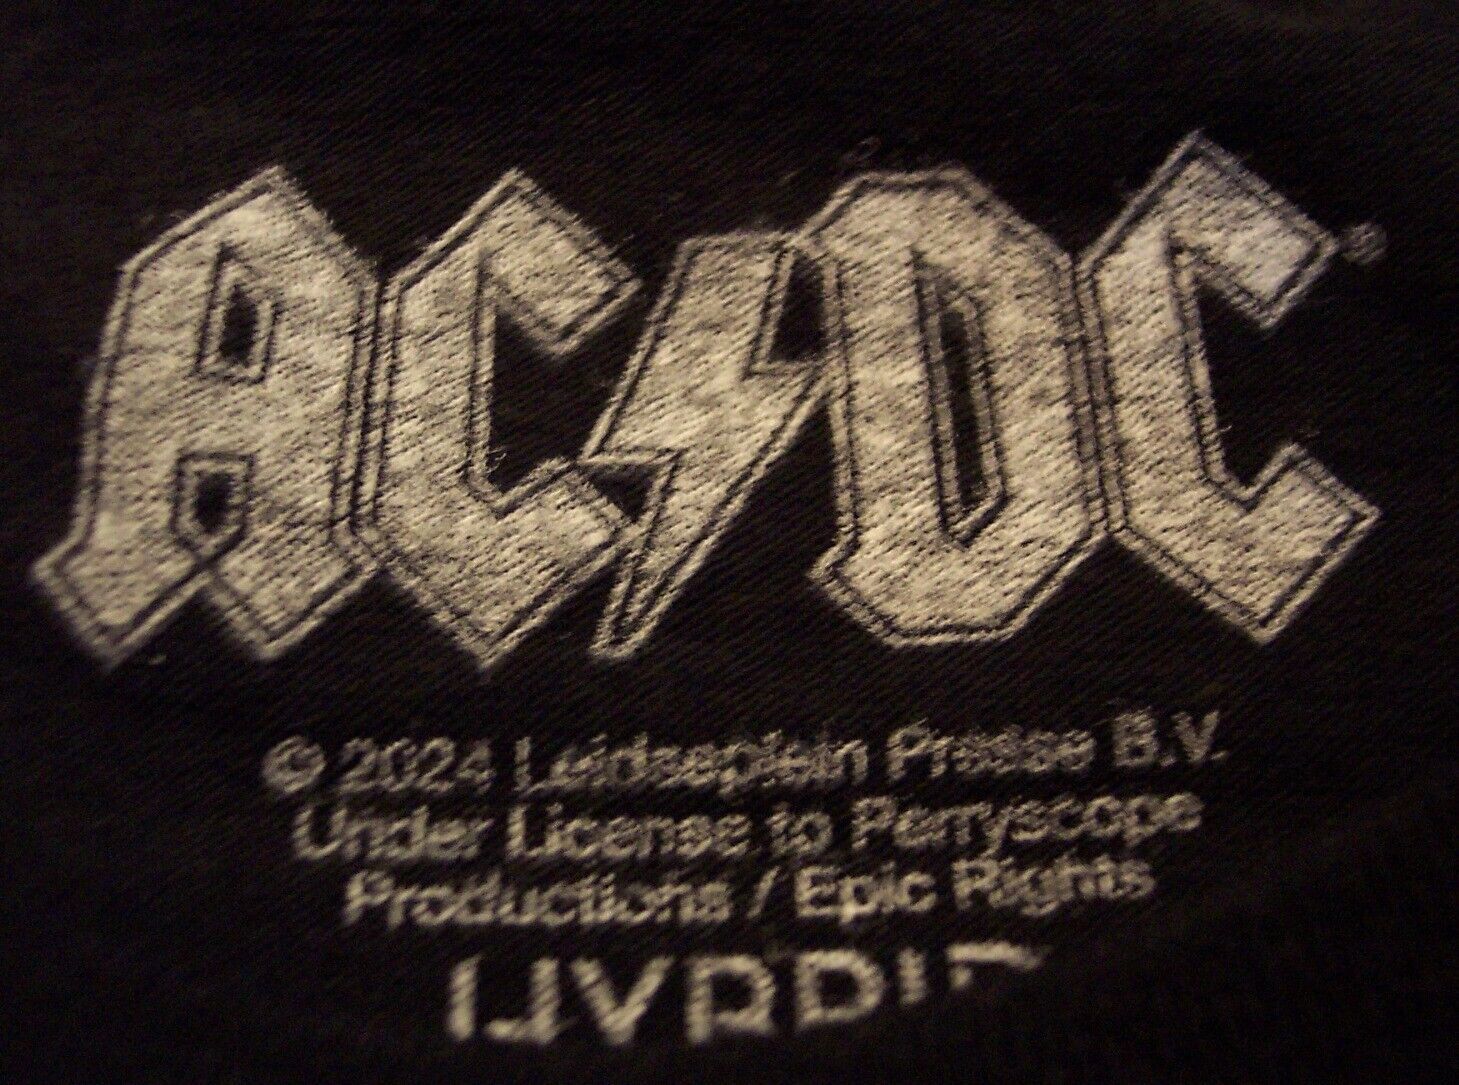 AC/DC®
© 2024 Leidseplein Presse B.V.
Under License to Perryscope
Productions / Epic Rights